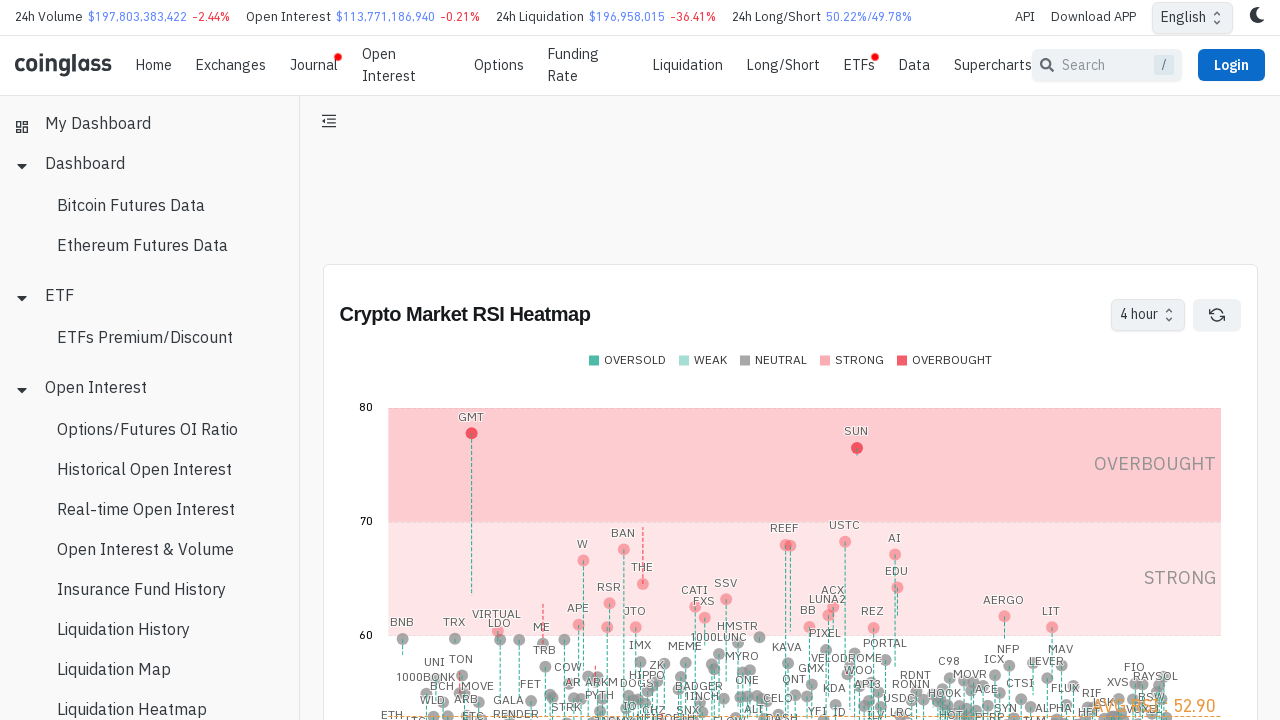 24h Volume $197,803,383,422 -2.44% Open Interest $113,771,186,940 -0.21% 24h Liquidation $196,958,015 -36.41% 24h Long/Short 50.22%/49.78% API Download APP English
coinglass Home Exchanges Journal Open Interest Options Funding Rate Liquidation Long/Short ETFs Data Supercharts Search / Login
My Dashboard
Dashboard
Bitcoin Futures Data
Ethereum Futures Data
ETF
ETFs Premium/Discount
Open Interest
Options/Futures OI Ratio
Historical Open Interest
Real-time Open Interest
Open Interest & Volume
Insurance Fund History
Liquidation History
Liquidation Map
Liquidation Heatmap
Crypto Market RSI Heatmap 4 hour
OVERSOLD WEAK NEUTRAL STRONG OVERBOUGHT
80
GMT
SUN
OVERBOUGHT
70
USTC
REEF
BAN
AI
W
THE
EDU
STRONG
RSR
SSV
CATI
ACX
LUNA2
FXS
AERGO
APE
JTO
BB
REZ
LIT
VIRTUAL
LDO
BNB
TRX
ME
HMSTR
60
1000LUNC
PIXEL
PORTAL
IMX
MEME
KAVA
TRB
NFP
MAV
UNI
TON
COW
ZK
MYRO
VELODROME
C98
ICX
LEVER
FIO
1000BONK
HIPPO
GMX
WOO
MOVR
RDNT
RAYSOL
BCH
MOVE
FET
AR
ARKM
DOGS
BADGER
ONE
ONT
KDA
API3
RONIN
ACE
CTSI
FLUX
XVS
WLD
ARB
GALA
PYTH
1INCH
CELO
USDC
HOOK
RIF
BSW
STRK
ALT
YFI
SYN
ALPHA
LSK
52.90
ETH
RENDER
SNX
LRC